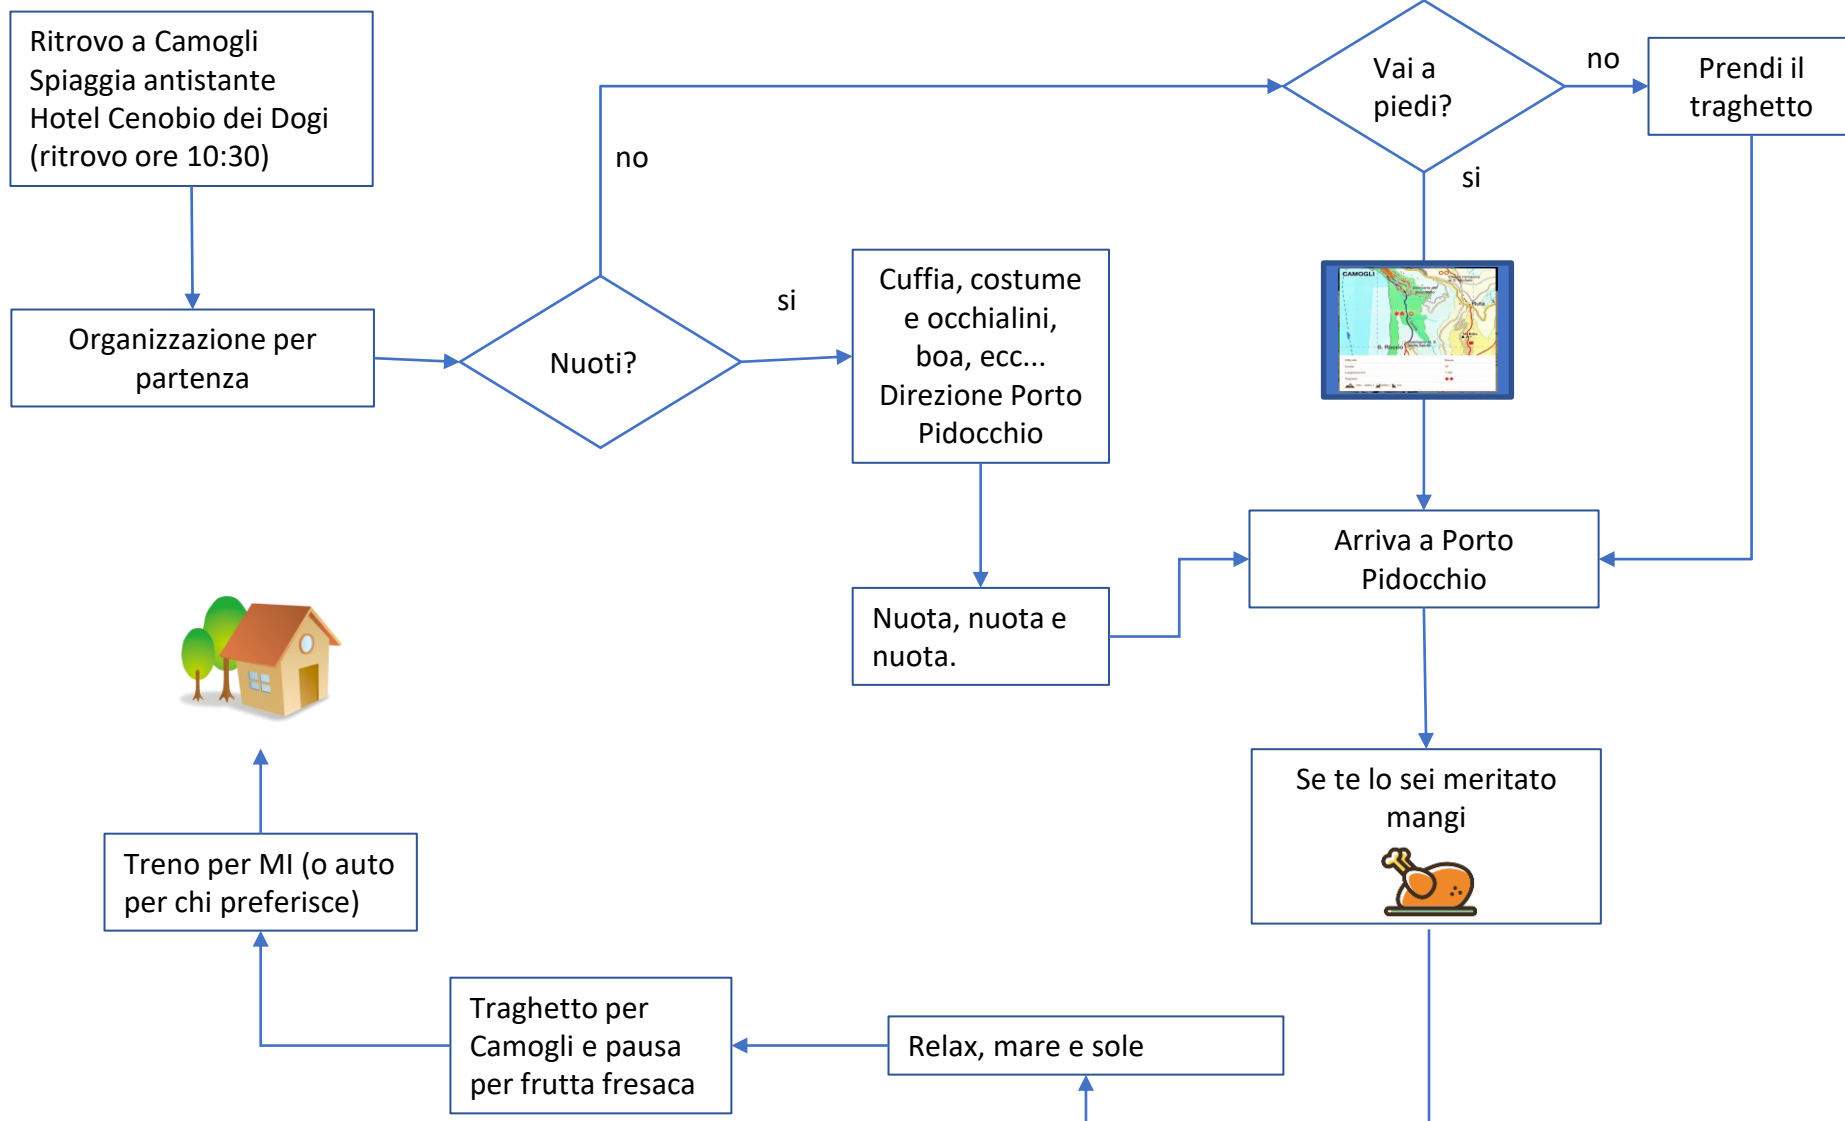 Ritrovo a Camogli
Spiaggia antistante
Hotel Cenobio dei Dogi
(ritrovo ore 10:30)
Organizzazione per
partenza
Nuoti?
no
si
Cuffia, costume
e occhialini,
boa, ecc...
Direzione Porto
Pidocchio
Nuota, nuota e
nuota.
Vai a
piedi?
no
Prendi il
traghetto
si
CAMOGLI
Ruta
S. Rocco
Arriva a Porto
Pidocchio
Se te lo sei meritato
mangi
Relax, mare e sole
Traghetto per
Camogli e pausa
per frutta fresaca
Treno per MI (o auto
per chi preferisce)